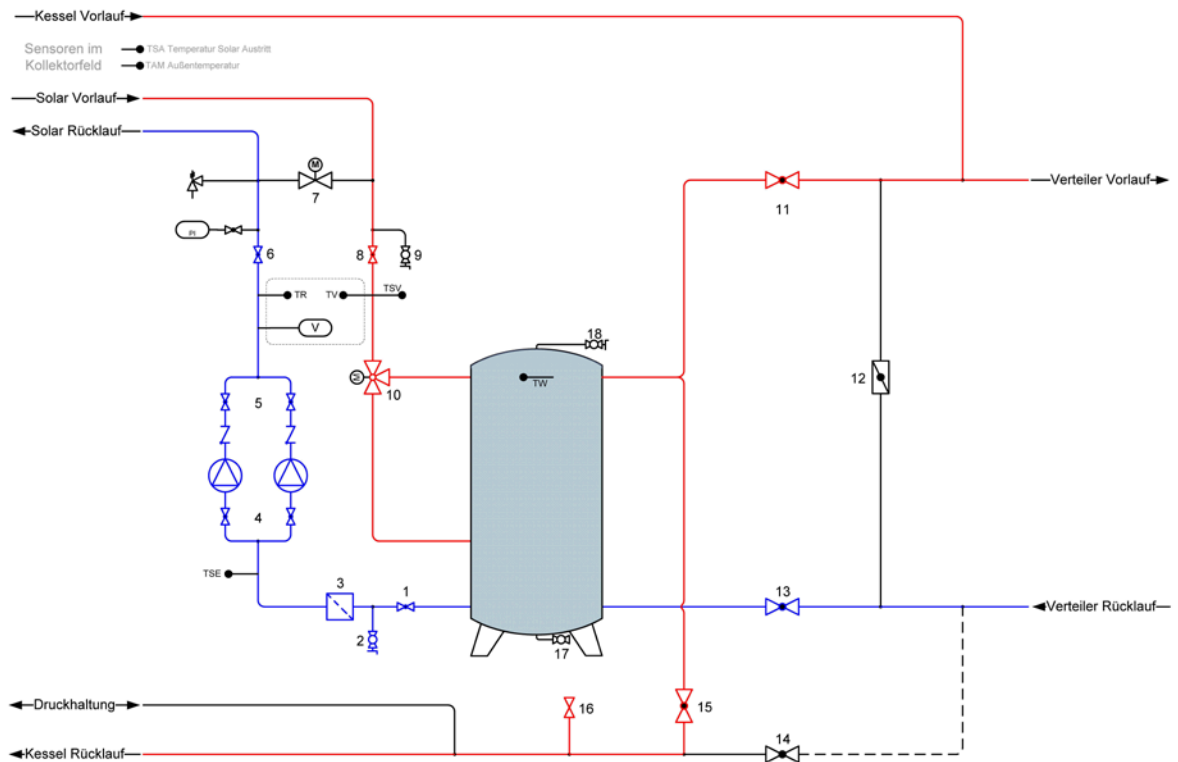 Kessel Vorlauf
Sensoren im
Kollektorfeld
TSA Temperatur Solar Austritt
TAM Außentemperatur
Solar Vorlauf
Solar Rücklauf
M
7
11
Verteiler Vorlauf
PI
6
8
9
TR
TV
TSV
V
18
M
10
TW
12
5
4
TSE
3
1
2
13
Verteiler Rücklauf
17
Druckhaltung
16
15
14
Kessel Rücklauf